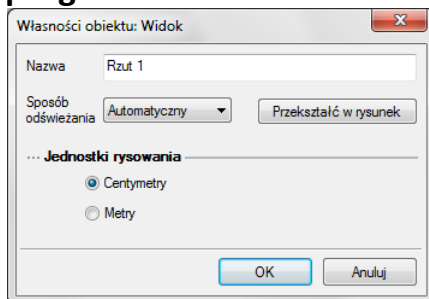 Własności obiektu: Widok
Nazwa Rzut 1
Sposób
odświeżania Automatyczny Przekształć w rysunek
... Jednostki rysowania
Centymetry
Metry
OK Anuluj